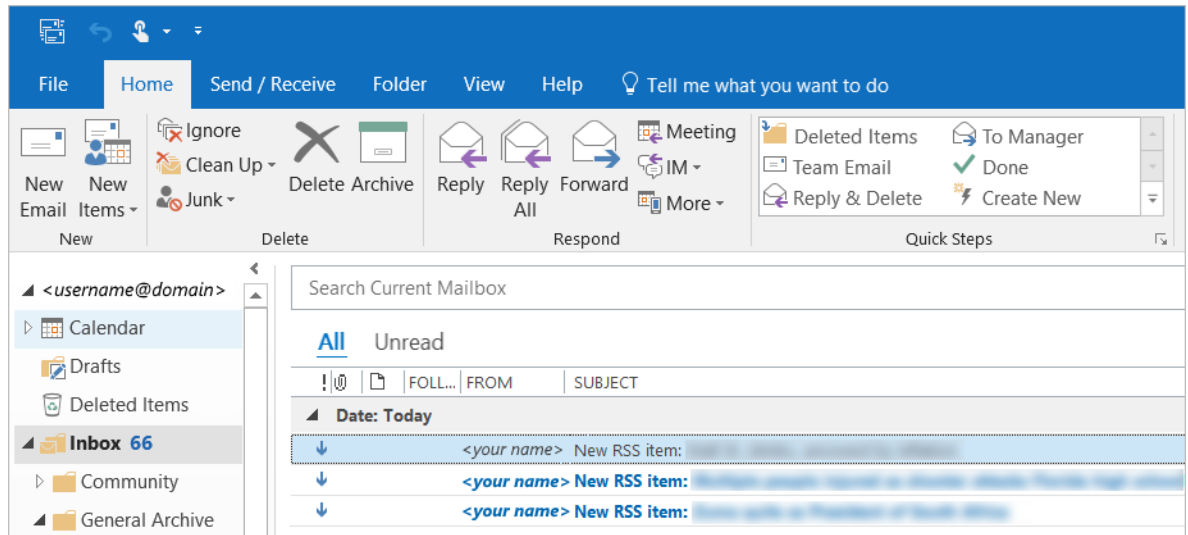 File Home Send / Receive Folder View Help Tell me what you want to do
New Email
New Items
Ignore
Clean Up
Junk
Delete
Archive
Reply
Reply All
Forward
Meeting
IM
More
Deleted Items
To Manager
Team Email
Done
Reply & Delete
Create New
New Delete Respond Quick Steps
<username@domain>
Calendar
Drafts
Deleted Items
Inbox 66
Community
General Archive
Search Current Mailbox
All Unread
! FOLL... FROM SUBJECT
Date: Today
<your name> New RSS item:
<your name> New RSS item:
<your name> New RSS item: